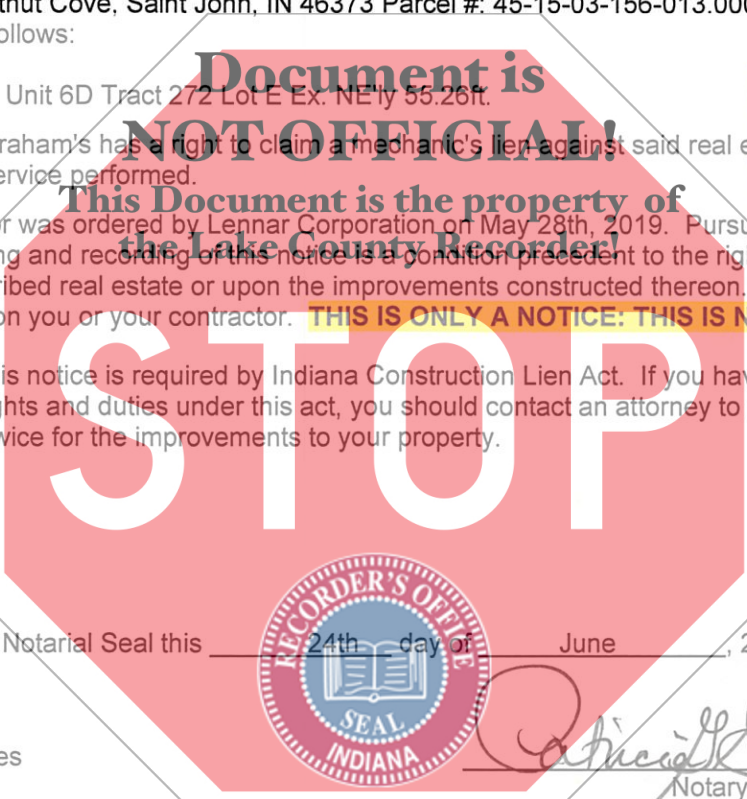 tnut Cove, Saint John, IN 46373 Parcel #: 45-15-03-156-013.000
ollows:
Document is
Unit 6D Tract 272 Lot E Ex. NE'ly 55.26ft.
NOT OFFICIAL!
raham's has a right to claim a mechanic's lien against said real e
ervice performed.
This Document is the property of
r was ordered by Lennar Corporation on May 28th, 2019. Pursu
the Lake County Recorder!
ng and recording of this notice is a condition precedent to the righ
ribed real estate or upon the improvements constructed thereon.
on you or your contractor. THIS IS ONLY A NOTICE: THIS IS N
STOP
is notice is required by Indiana Construction Lien Act. If you hav
ghts and duties under this act, you should contact an attorney to
vice for the improvements to your property.
RECORDER'S OFFICE
Notarial Seal this 24th day of June, 2
SEAL
INDIANA
es
Patricia
Notary